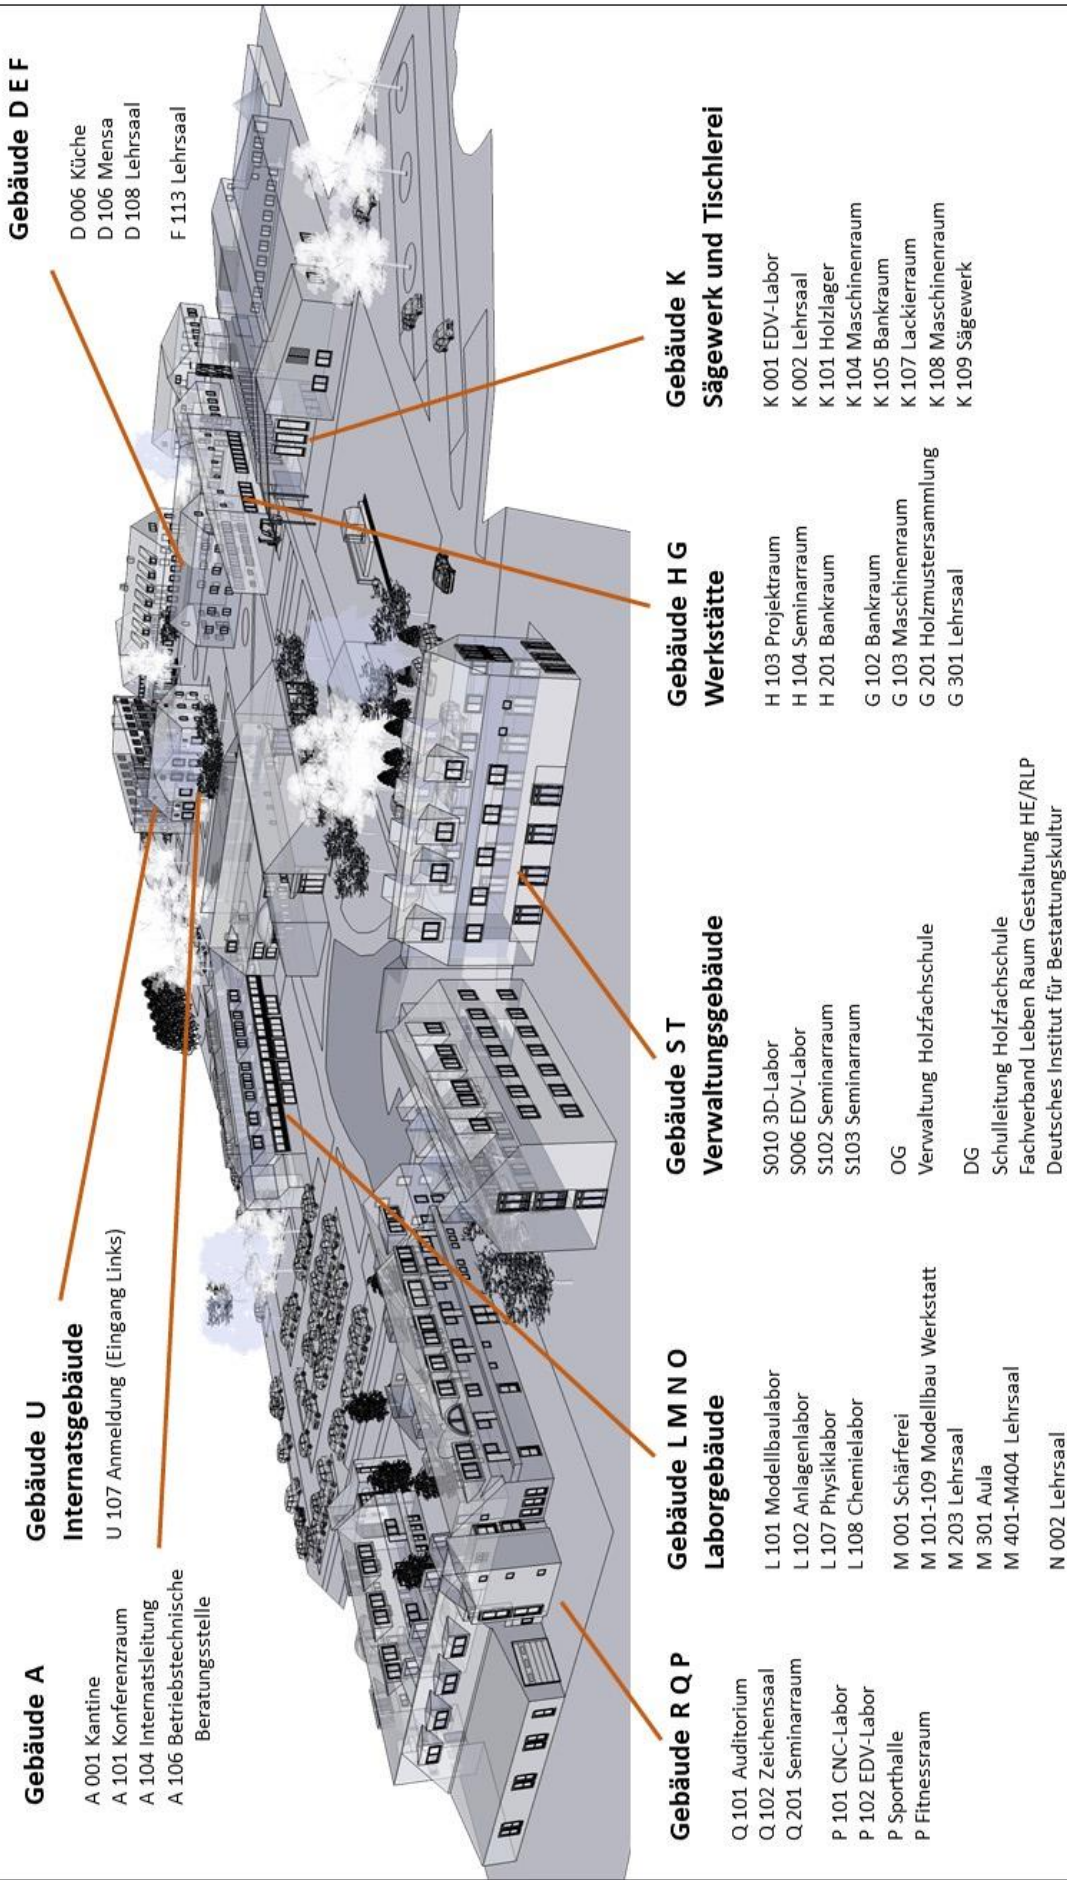 Gebäude A
A 001 Kantine
A 101 Konferenzraum
A 104 Internatsleitung
A 106 Betriebstechnische
Beratungsstelle
Gebäude U
Internatsgebäude
U 107 Anmeldung (Eingang Links)
Gebäude D E F
D 006 Küche
D 106 Mensa
D 108 Lehrsaal
F 113 Lehrsaal
Gebäude R Q P
Q 101 Auditorium
Q 102 Zeichensaal
Q 201 Seminarraum
P 101 CNC-Labor
P 102 EDV-Labor
P Sporthalle
P Fitnessraum
Gebäude L M N O
Laborgebäude
L 101 Modellbaulabor
L 102 Anlagenlabor
L 107 Physiklabor
L 108 Chemielabor
M 001 Schärferei
M 101-109 Modellbau Werkstatt
M 203 Lehrsaal
M 301 Aula
M 401-M404 Lehrsaal
N 002 Lehrsaal
Gebäude S T
Verwaltungsgebäude
S010 3D-Labor
S006 EDV-Labor
S102 Seminarraum
S103 Seminarraum
OG
Verwaltung Holzfachschule
DG
Schulleitung Holzfachschule
Fachverband Leben Raum Gestaltung HE/RLP
Deutsches Institut für Bestattungskultur
Gebäude H G
Werkstätte
H 103 Projektraum
H 104 Seminarraum
H 201 Bankraum
G 102 Bankraum
G 103 Maschinenraum
G 201 Holzmustersammlung
G 301 Lehrsaal
Gebäude K
Sägewerk und Tischlerei
K 001 EDV-Labor
K 002 Lehrsaal
K 101 Holzlager
K 104 Maschinenraum
K 105 Bankraum
K 107 Lackierraum
K 108 Maschinenraum
K 109 Sägewerk